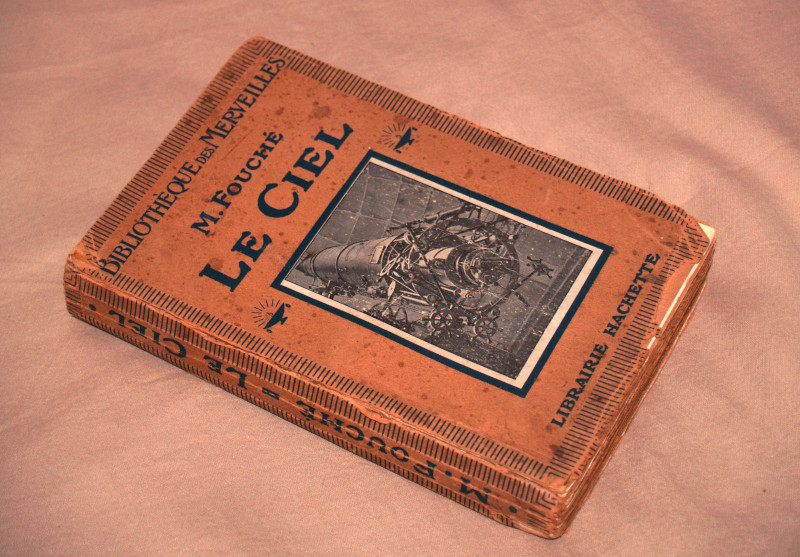 BIBLIOTHÈQUE DES MERVEILLES
M. FOUCHÉ
LE CIEL
LIBRAIRIE HACHETTE
• M. FOUCHÉ = LE CIEL •